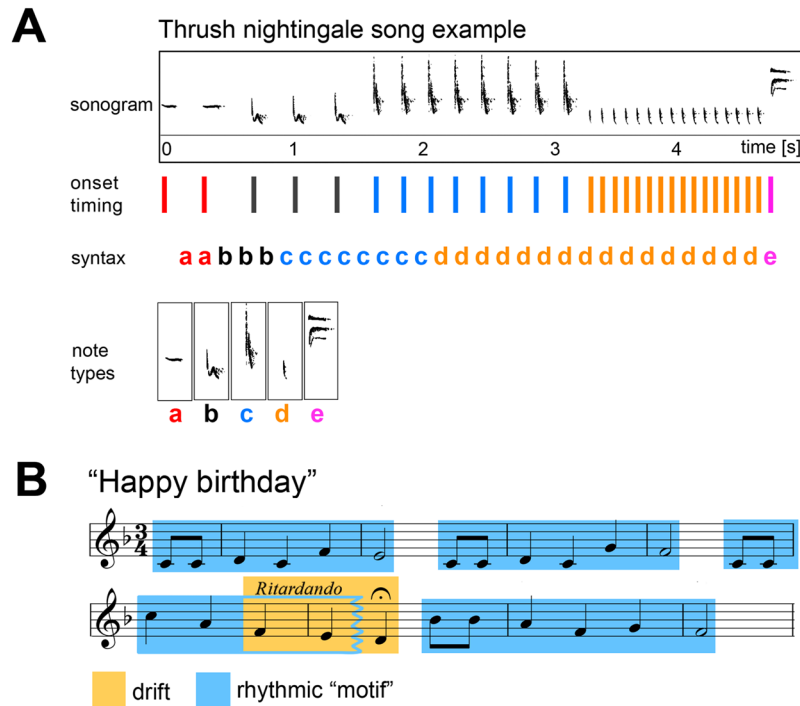 A
Thrush nightingale song example
sonogram
0 1 2 3 4 time [s]
onset
timing
syntax
a a b b b c c c c c c c c d d d d d d d d d d d d d d d d e
note
types
a b c d e
B
“Happy birthday”
3
4
Ritardando
drift
rhythmic “motif”